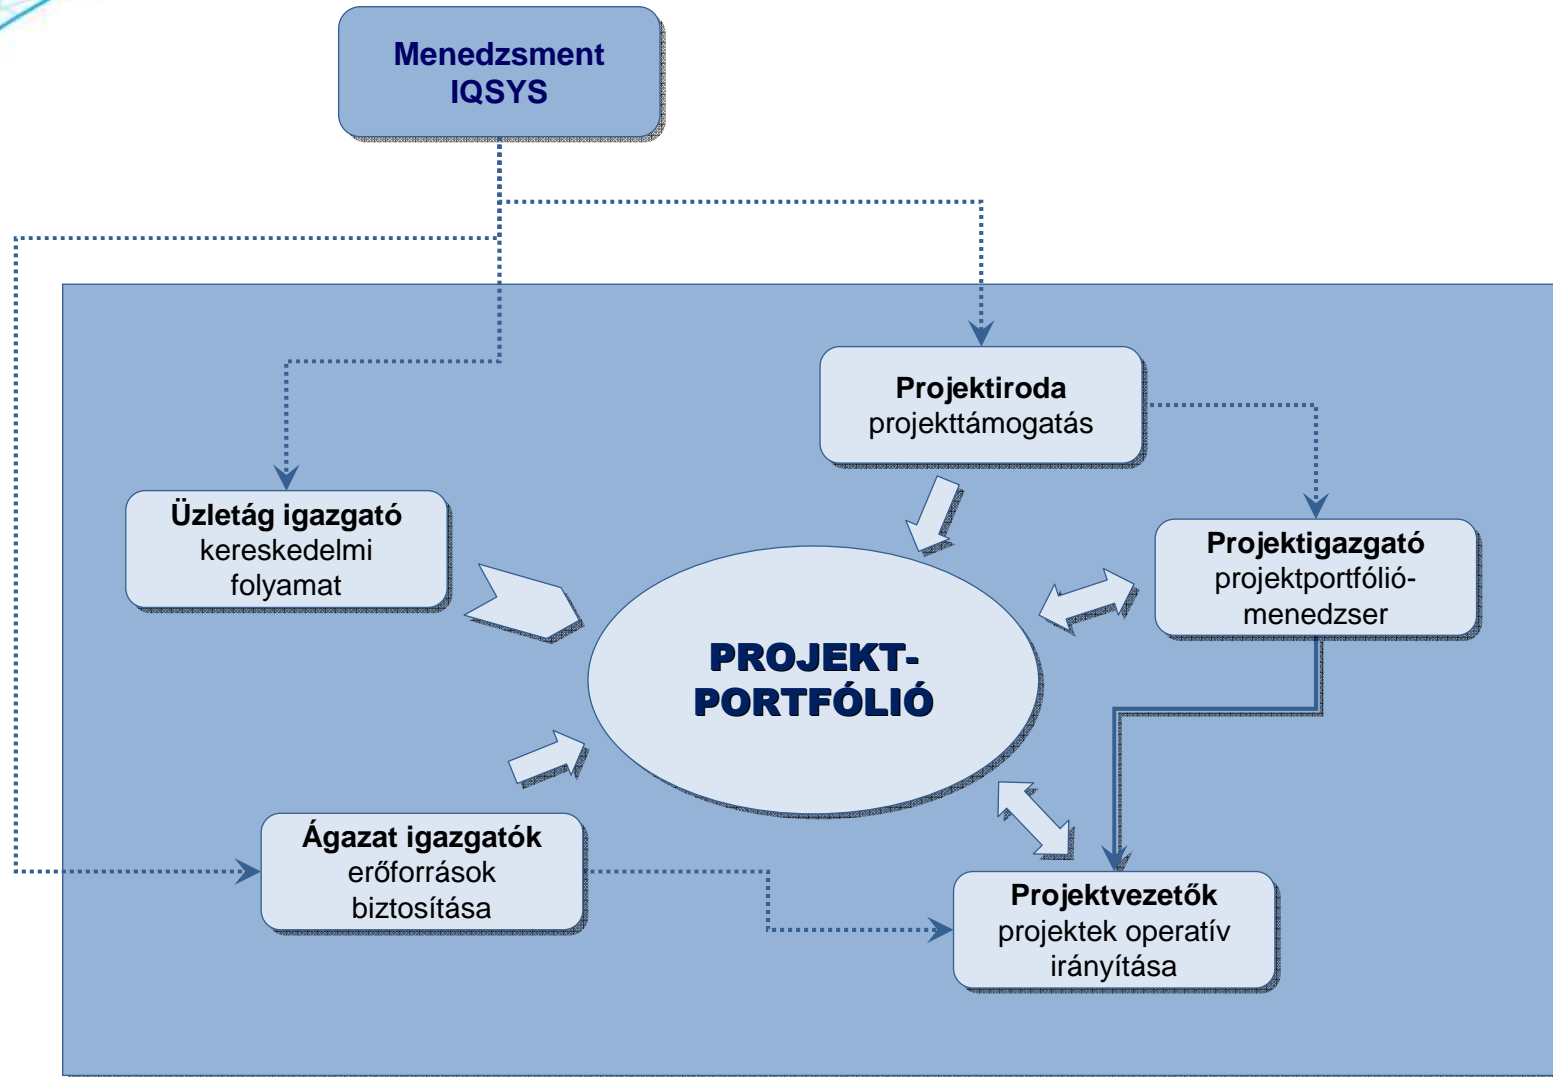 Menedzsment
IQSYS
Projektiroda
projekttámogatás
Üzletág igazgató
kereskedelmi
folyamat
Projektigazgató
projektportfólió-
menedzser
PROJEKT-
PORTFÓLIÓ
Ágazat igazgatók
erőforrások
biztosítása
Projektvezetők
projektek operatív
irányítása